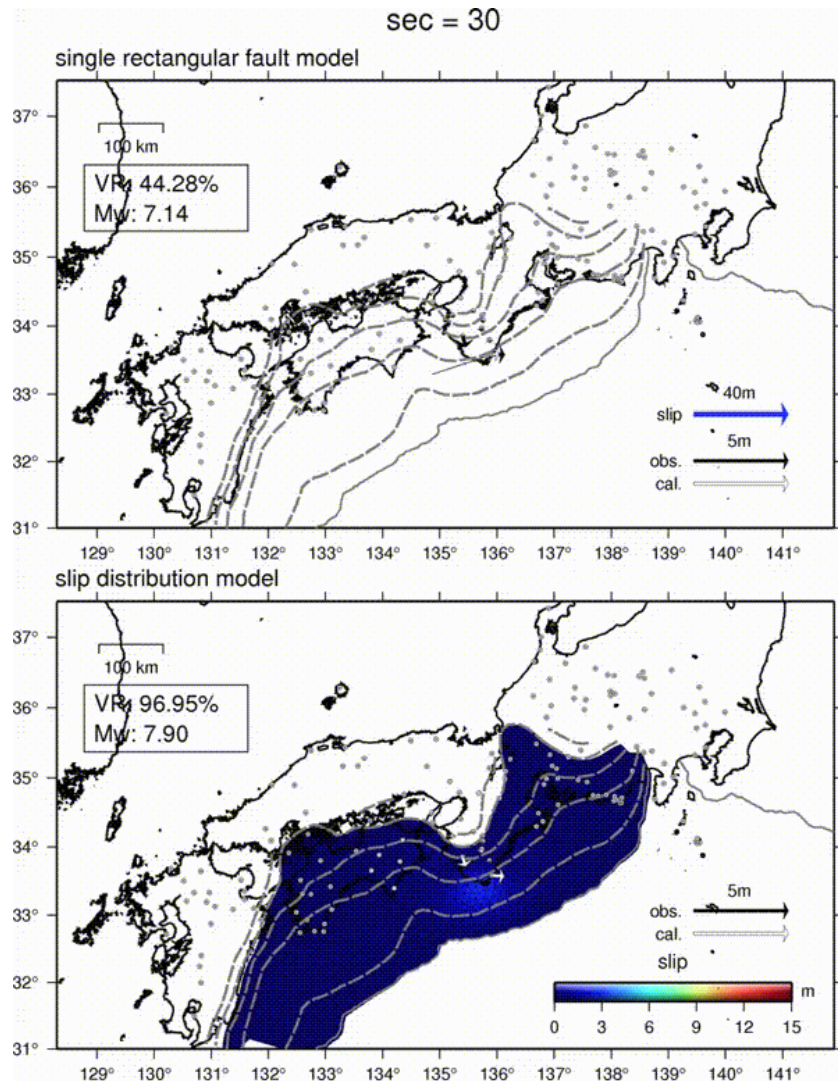 sec = 30
single rectangular fault model
37°
36°
35°
34°
33°
32°
31°
100 km
VR: 44.28%
Mw: 7.14
40m
slip
5m
obs.
cal.
129° 130° 131° 132° 133° 134° 135° 136° 137° 138° 139° 140° 141°
slip distribution model
37°
36°
35°
34°
33°
32°
31°
100 km
VR: 96.95%
Mw: 7.90
5m
obs.
cal.
slip
m
0 3 6 9 12 15
129° 130° 131° 132° 133° 134° 135° 136° 137° 138° 139° 140° 141°